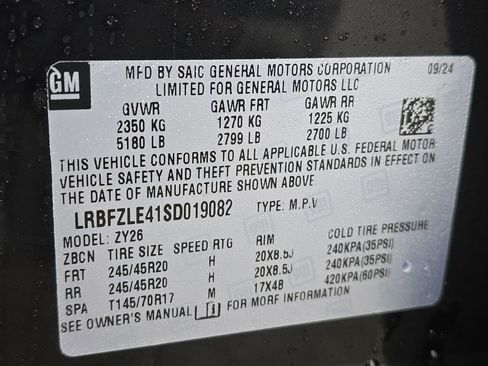 GM
MFD BY SAIC GENERAL MOTORS CORPORATION 09/24
LIMITED FOR GENERAL MOTORS LLC
GVWR GAWR FRT GAWR RR
2350 KG 1270 KG 1225 KG
5180 LB 2799 LB 2700 LB
THIS VEHICLE CONFORMS TO ALL APPLICABLE U.S. FEDERAL MOTOR
VEHICLE SAFETY AND THEFT PREVENTION STANDARDS IN EFFECT ON
THE DATE OF MANUFACTURE SHOWN ABOVE.
LRBFZLE41SD019082 TYPE: M.P.V
MODEL: ZY26
ZBCN TIRE SIZE SPEED RTG RIM COLD TIRE PRESSURE
FRT 245/45R20 H 20X8.5J 240KPA(35PSI)
RR 245/45R20 H 20X8.5J 240KPA(35PSI)
SPA T145/70R17 M 17X4B 420KPA(60PSI)
SEE OWNER'S MANUAL FOR MORE INFORMATION